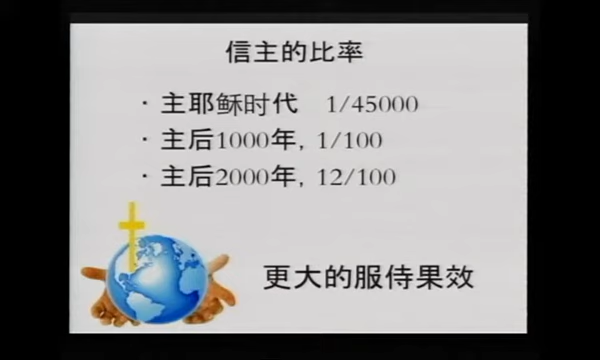 信主的比率
· 主耶稣时代 1/45000
· 主后1000年, 1/100
· 主后2000年, 12/100
更大的服侍果效